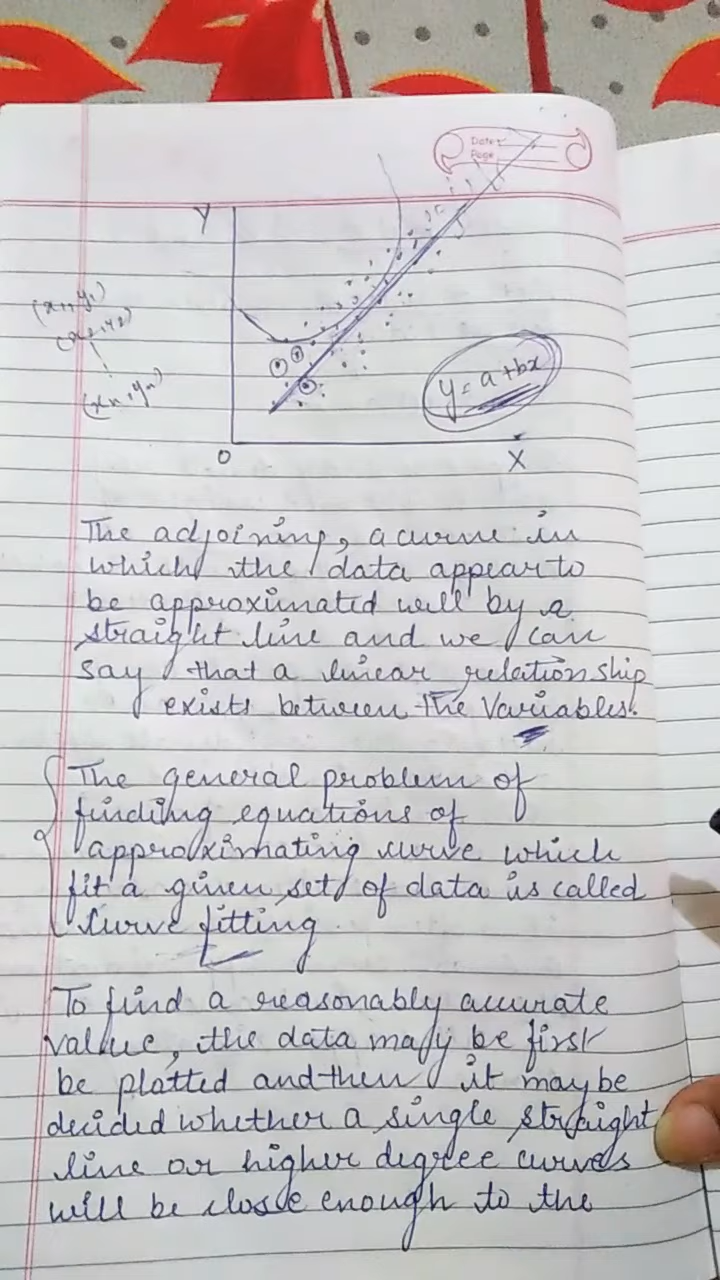 Date
Page
Y
(x1, y1)
(x2, y2)
(xn, yn)
y = a + bx
O
X
The adjoining, a curve in
which the data appear to
be approximated well by a
straight line and we can
say that a linear relationship
exists between the Variables.
The general problem of
finding equations of
approximating curve which
fit a given set of data is called
curve fitting.
To find a reasonably accurate
value, the data may be first
be plotted and then it may be
decided whether a single straight
line or higher degree curves
will be close enough to the